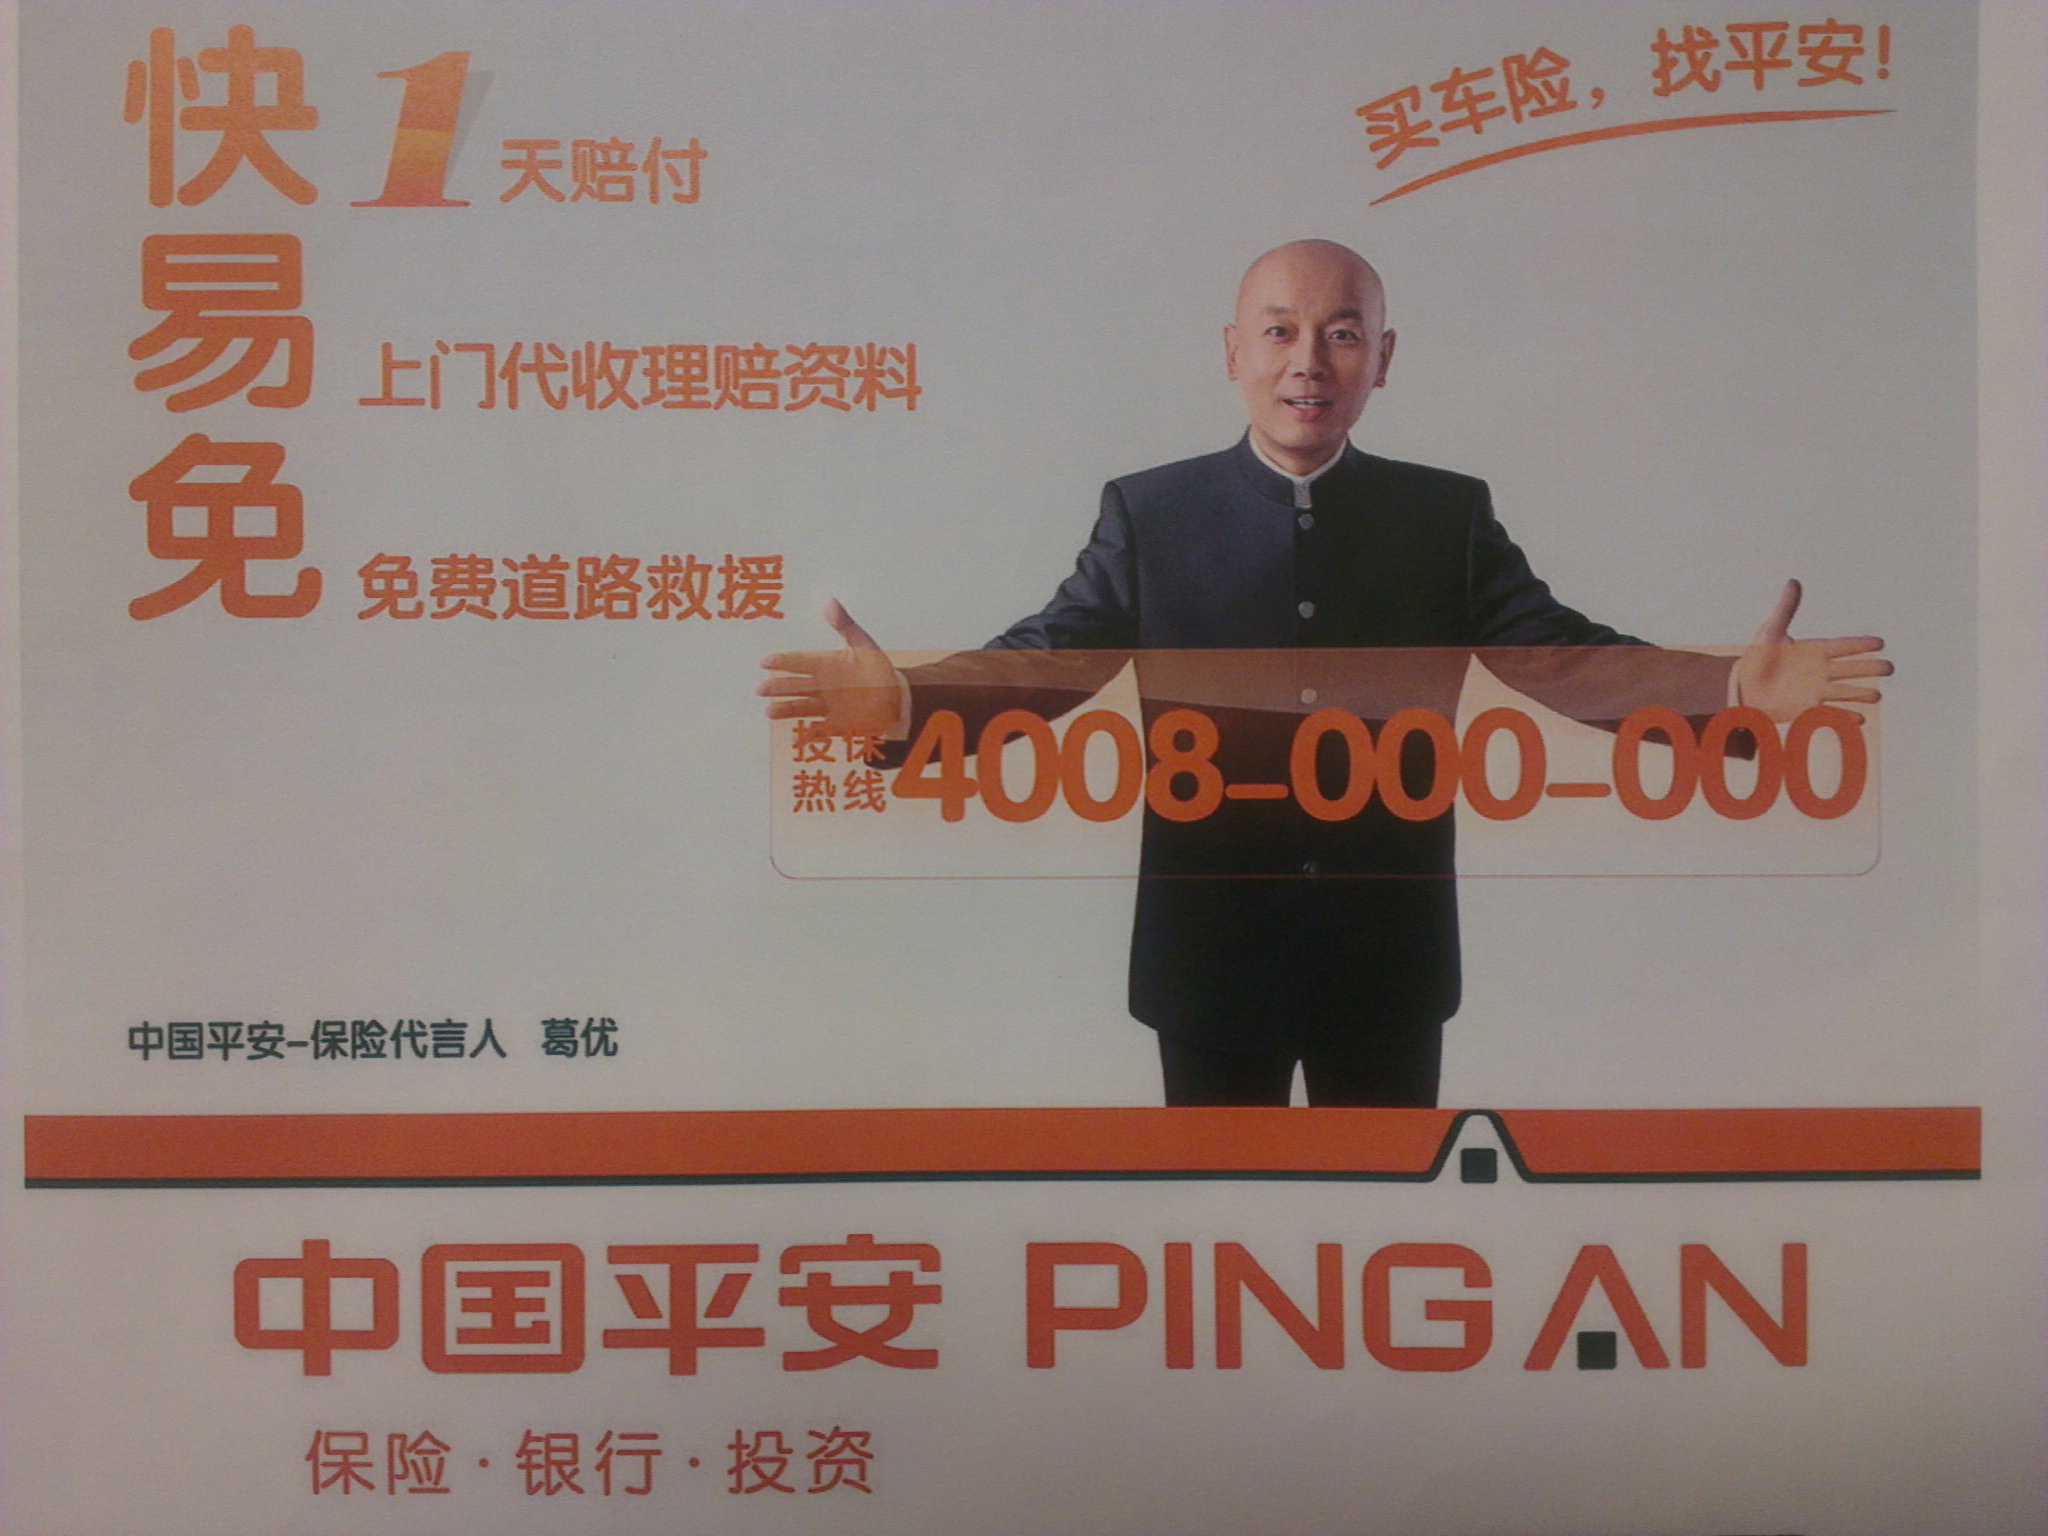 快 1天赔付
易 上门代收理赔资料
免 免费道路救援
买车险，找平安！
投保热线 4008-000-000
中国平安-保险代言人 葛优
中国平安 PING AN
保险·银行·投资